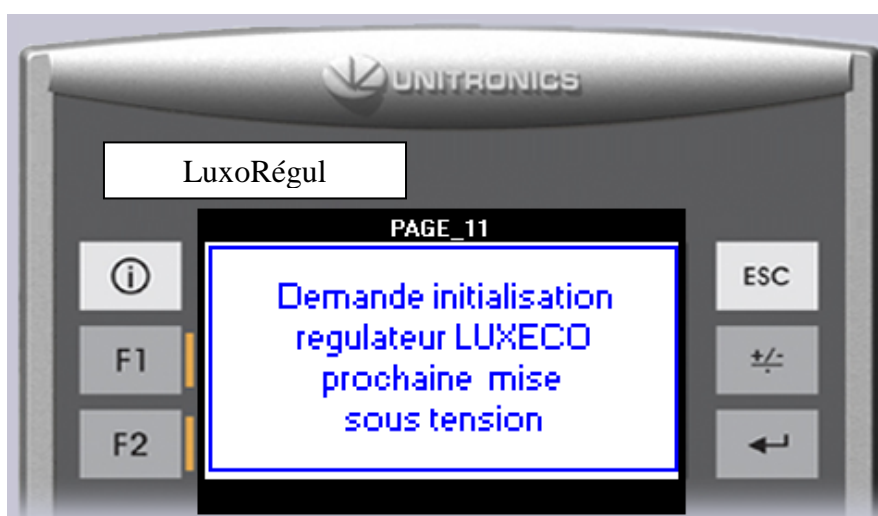 UNITRONICS
LuxoRégul
PAGE_11
i
ESC
Demande initialisation
regulateur LUXECO
prochaine mise
sous tension
F1
+/-
F2